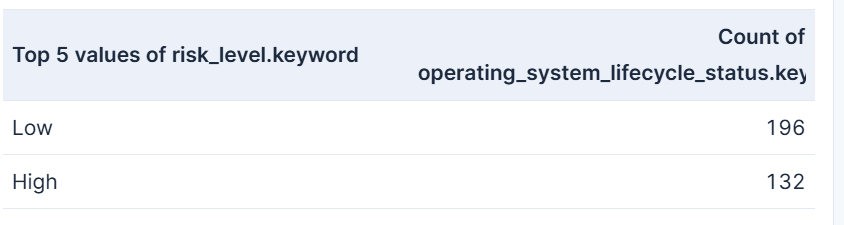 Top 5 values of risk_level.keyword
Count of
operating_system_lifecycle_status.key
Low 196
High 132